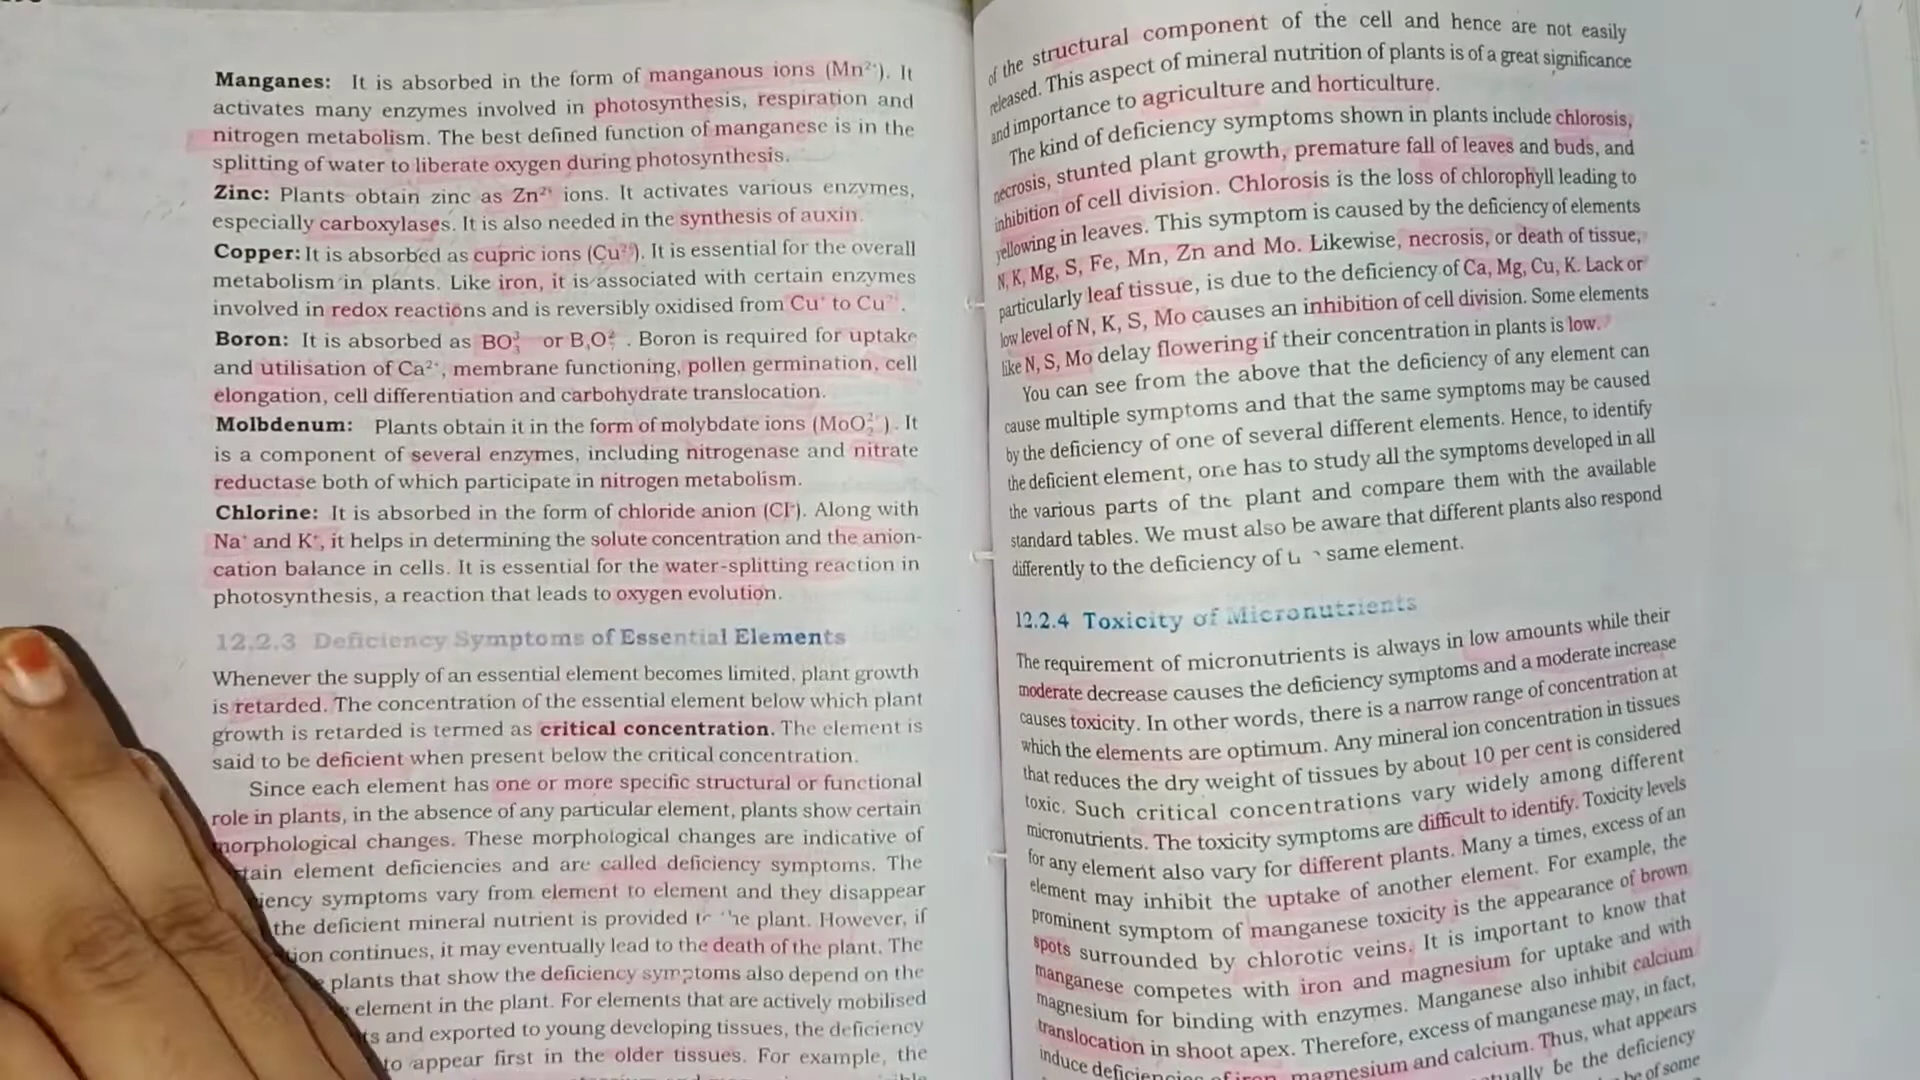 Manganes: It is absorbed in the form of manganous ions (Mn²⁺). It
activates many enzymes involved in photosynthesis, respiration and
nitrogen metabolism. The best defined function of manganese is in the
splitting of water to liberate oxygen during photosynthesis.
Zinc: Plants obtain zinc as Zn²⁺ ions. It activates various enzymes,
especially carboxylases. It is also needed in the synthesis of auxin.
Copper: It is absorbed as cupric ions (Cu²⁺). It is essential for the overall
metabolism in plants. Like iron, it is associated with certain enzymes
involved in redox reactions and is reversibly oxidised from Cu⁺ to Cu²⁺.
Boron: It is absorbed as BO₃³⁻ or B₄O₇²⁻. Boron is required for uptake
and utilisation of Ca²⁺, membrane functioning, pollen germination, cell
elongation, cell differentiation and carbohydrate translocation.
Molbdenum: Plants obtain it in the form of molybdate ions (MoO₂²⁺). It
is a component of several enzymes, including nitrogenase and nitrate
reductase both of which participate in nitrogen metabolism.
Chlorine: It is absorbed in the form of chloride anion (Cl⁻). Along with
Na⁺ and K⁺, it helps in determining the solute concentration and the anion-
cation balance in cells. It is essential for the water-splitting reaction in
photosynthesis, a reaction that leads to oxygen evolution.
12.2.3 Deficiency Symptoms of Essential Elements
Whenever the supply of an essential element becomes limited, plant growth
is retarded. The concentration of the essential element below which plant
growth is retarded is termed as critical concentration. The element is
said to be deficient when present below the critical concentration.
Since each element has one or more specific structural or functional
role in plants, in the absence of any particular element, plants show certain
morphological changes. These morphological changes are indicative of
element deficiencies and are called deficiency symptoms. The
symptoms vary from element to element and they disappear
the deficient mineral nutrient is provided the plant. However, if
continues, it may eventually lead to the death of the plant. The
plants that show the deficiency symptoms also depend on the
element in the plant. For elements that are actively mobilised
and exported to young developing tissues, the deficiency
to appear first in the older tissues. For example, the
of the structural component of the cell and hence are not easily
released. This aspect of mineral nutrition of plants is of a great significance
and importance to agriculture and horticulture.
The kind of deficiency symptoms shown in plants include chlorosis,
necrosis, stunted plant growth, premature fall of leaves and buds, and
inhibition of cell division. Chlorosis is the loss of chlorophyll leading to
yellowing in leaves. This symptom is caused by the deficiency of elements
N, K, Mg, S, Fe, Mn, Zn and Mo. Likewise, necrosis, or death of tissue,
particularly leaf tissue, is due to the deficiency of Ca, Mg, Cu, K. Lack or
low level of N, K, S, Mo causes an inhibition of cell division. Some elements
like N, S, Mo delay flowering if their concentration in plants is low.
You can see from the above that the deficiency of any element can
cause multiple symptoms and that the same symptoms may be caused
by the deficiency of one of several different elements. Hence, to identify
the deficient element, one has to study all the symptoms developed in all
the various parts of the plant and compare them with the available
standard tables. We must also be aware that different plants also respond
differently to the deficiency of same element.
12.2.4 Toxicity of Micronutrients
The requirement of micronutrients is always in low amounts while their
moderate decrease causes the deficiency symptoms and a moderate increase
causes toxicity. In other words, there is a narrow range of concentration at
which the elements are optimum. Any mineral ion concentration in tissues
that reduces the dry weight of tissues by about 10 per cent is considered
toxic. Such critical concentrations vary widely among different
micronutrients. The toxicity symptoms are difficult to identify. Toxicity levels
for any element also vary for different plants. Many a times, excess of an
element may inhibit the uptake of another element. For example, the
prominent symptom of manganese toxicity is the appearance of brown
spots surrounded by chlorotic veins. It is important to know that
manganese competes with iron and magnesium for uptake and with
magnesium for binding with enzymes. Manganese also inhibit calcium
translocation in shoot apex. Therefore, excess of manganese may, in fact,
induce deficiencies of iron, magnesium and calcium. Thus, what appears
be the deficiency
be of some